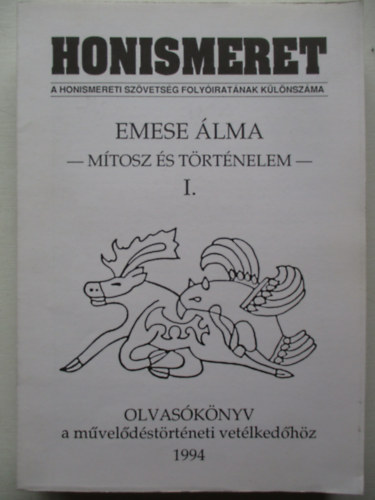 HONISMERET
A HONISMERETI SZÖVETSÉG FOLYÓIRATÁNAK KÜLÖNSZÁMA
EMESE ÁLMA
— MÍTOSZ ÉS TÖRTÉNELEM —
I.
OLVASÓKÖNYV
a művelődéstörténeti vetélkedőhöz
1994